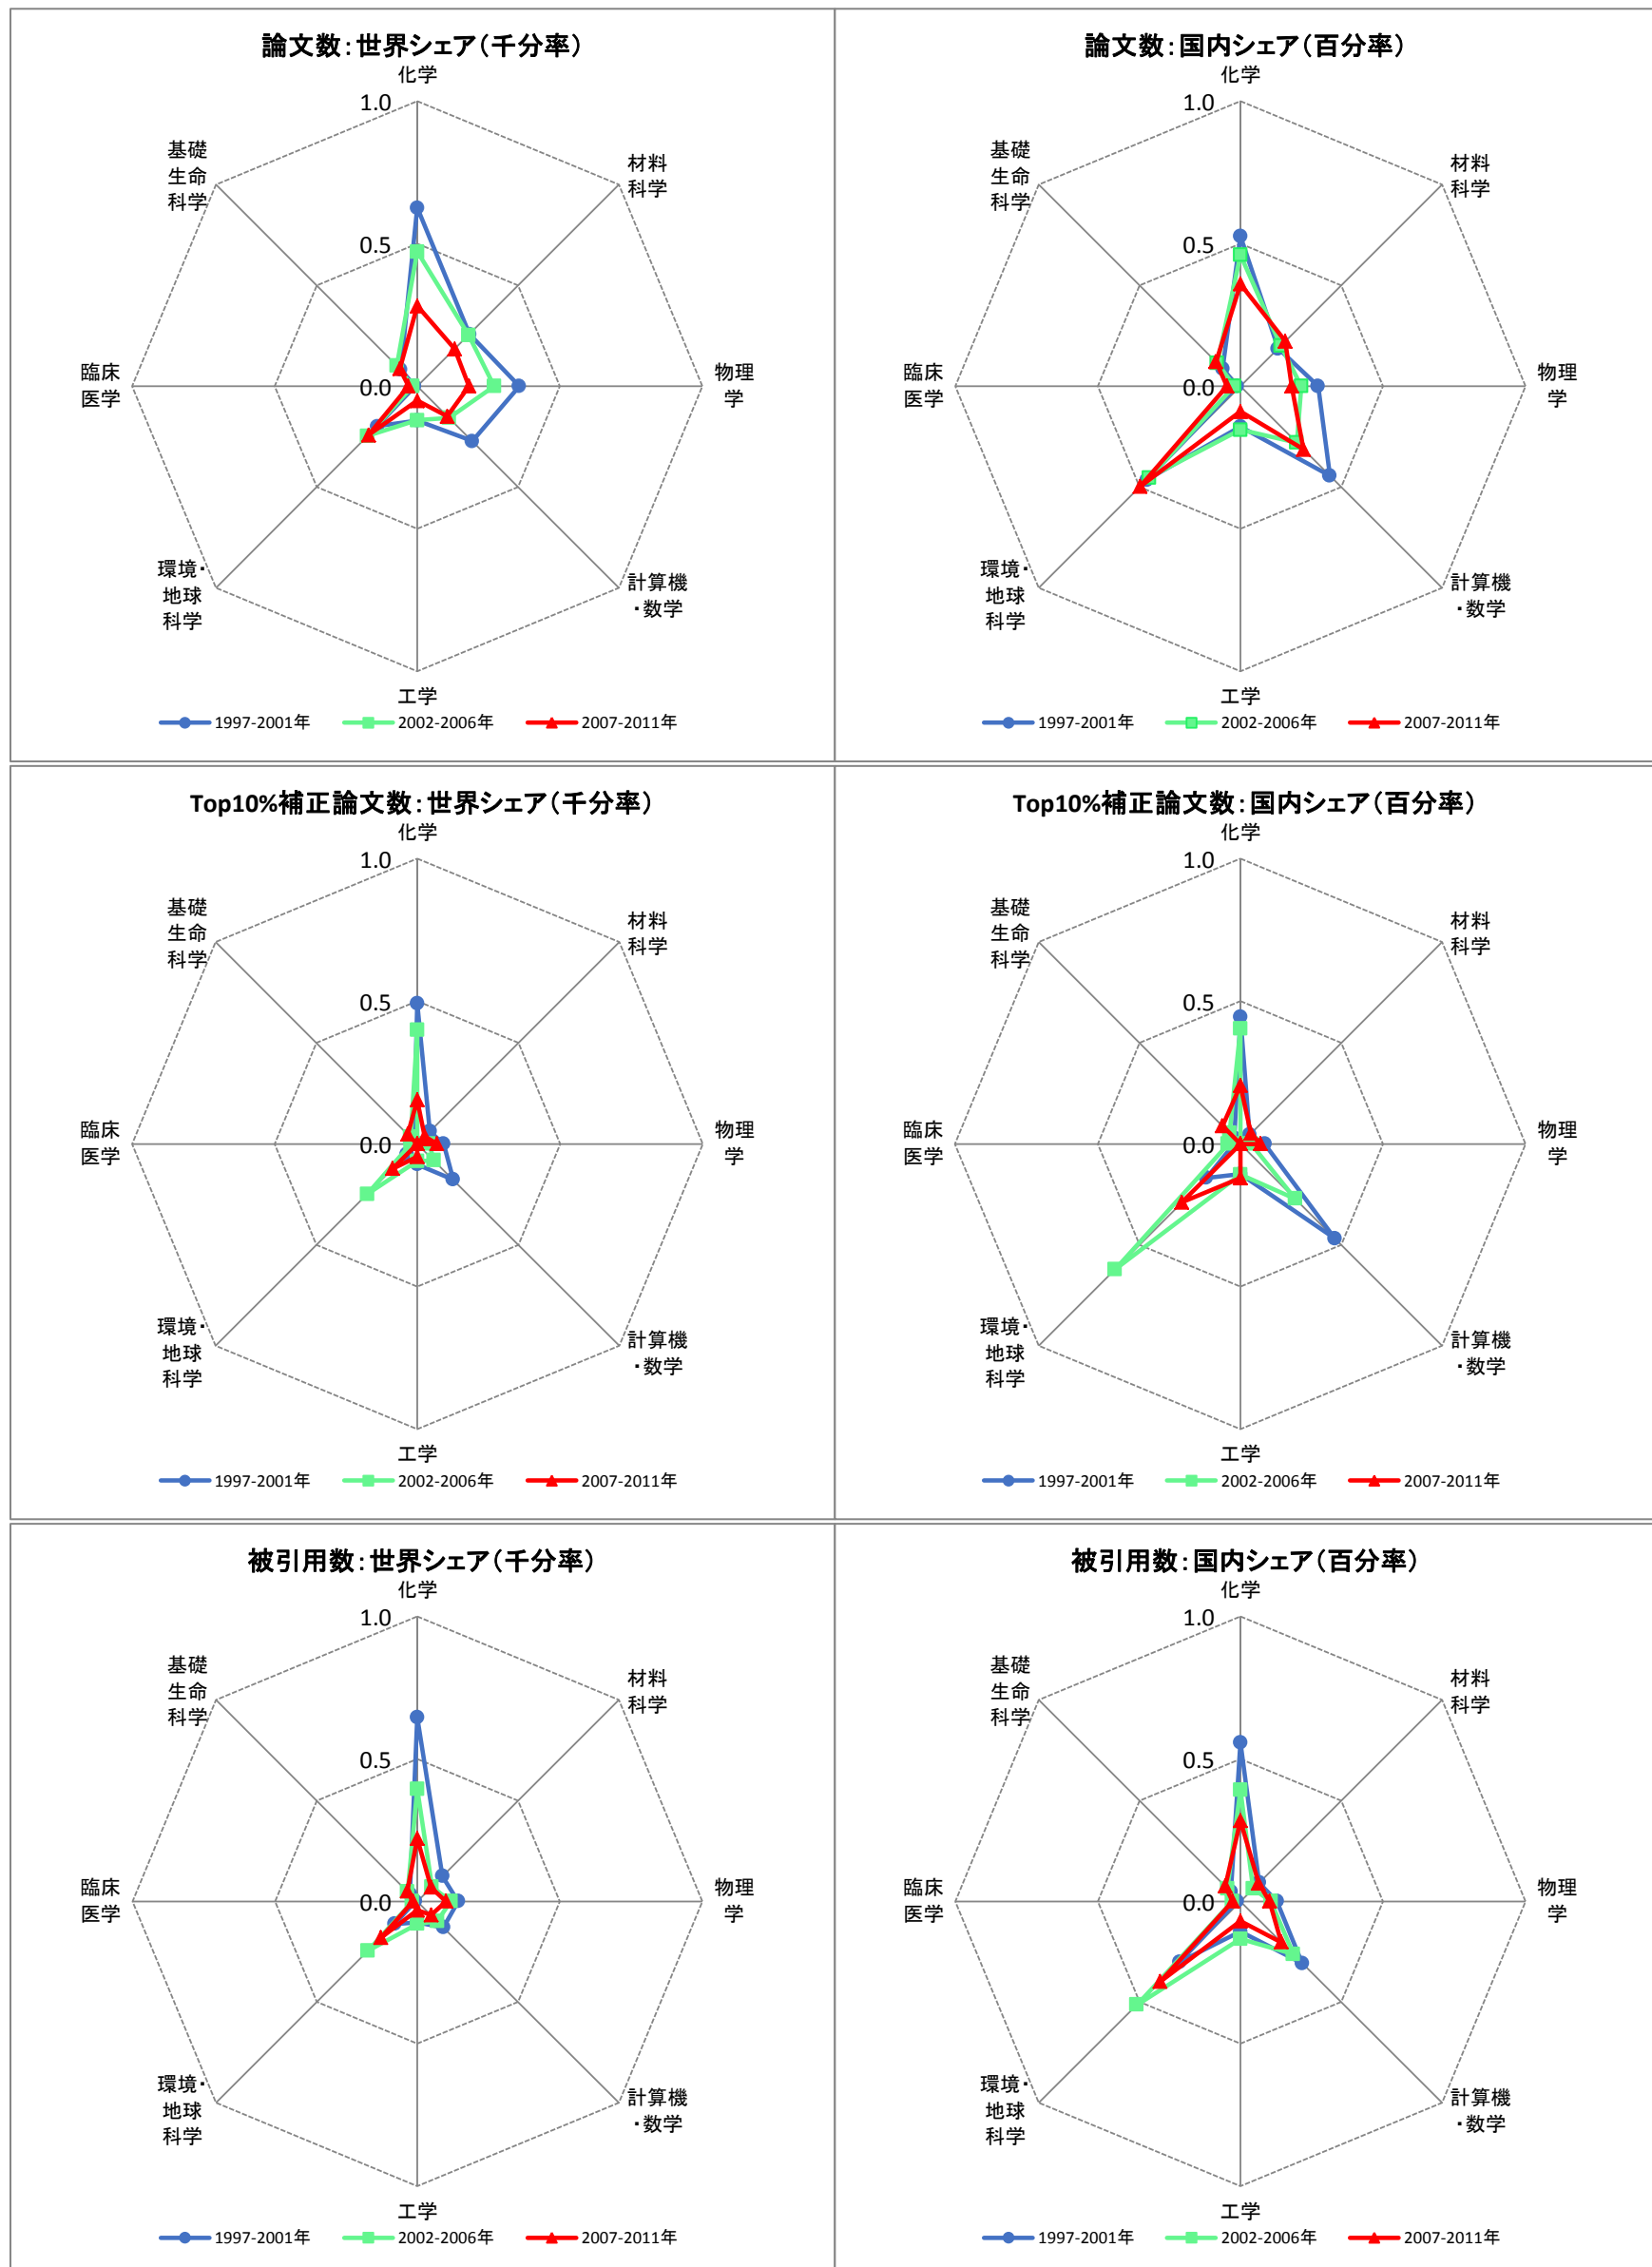 論文数：世界シェア（千分率）
化学
1.0
基礎
生命
科学
材料
科学
0.5
臨床
医学
0.0
物理
学
環境・
地球
科学
計算機
・数学
工学
1997-2001年
2002-2006年
2007-2011年
論文数：国内シェア（百分率）
化学
1.0
基礎
生命
科学
材料
科学
0.5
臨床
医学
0.0
物理
学
環境・
地球
科学
計算機
・数学
工学
1997-2001年
2002-2006年
2007-2011年
Top10%補正論文数：世界シェア（千分率）
化学
1.0
基礎
生命
科学
材料
科学
0.5
臨床
医学
0.0
物理
学
環境・
地球
科学
計算機
・数学
工学
1997-2001年
2002-2006年
2007-2011年
Top10%補正論文数：国内シェア（百分率）
化学
1.0
基礎
生命
科学
材料
科学
0.5
臨床
医学
0.0
物理
学
環境・
地球
科学
計算機
・数学
工学
1997-2001年
2002-2006年
2007-2011年
被引用数：世界シェア（千分率）
化学
1.0
基礎
生命
科学
材料
科学
0.5
臨床
医学
0.0
物理
学
環境・
地球
科学
計算機
・数学
工学
1997-2001年
2002-2006年
2007-2011年
被引用数：国内シェア（百分率）
化学
1.0
基礎
生命
科学
材料
科学
0.5
臨床
医学
0.0
物理
学
環境・
地球
科学
計算機
・数学
工学
1997-2001年
2002-2006年
2007-2011年